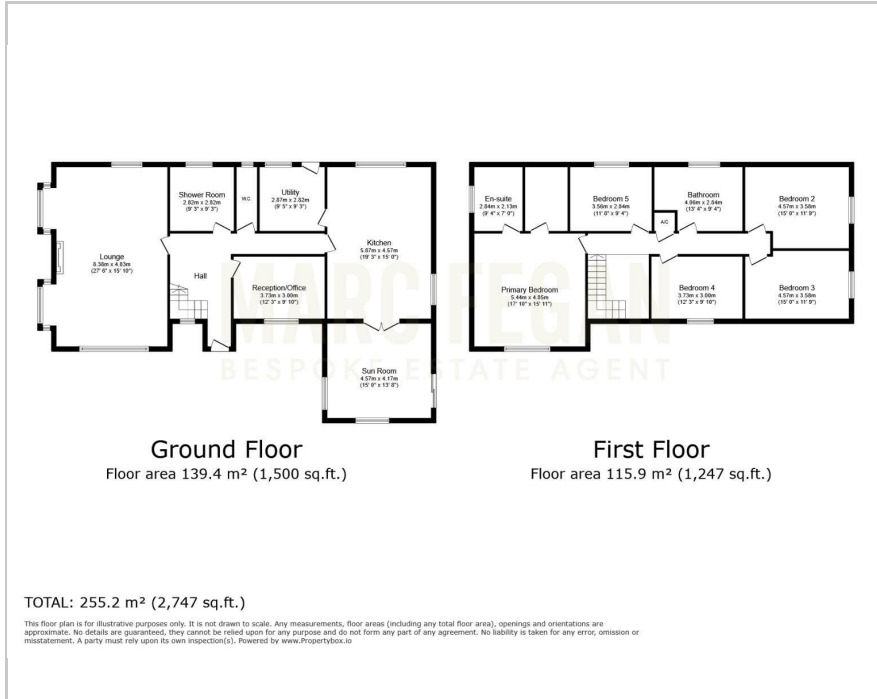 Shower Room
2.82m x 2.82m
(9' 3" x 9' 3")
W.C.
Utility
2.87m x 2.82m
(9' 5" x 9' 3")
Lounge
8.38m x 4.83m
(27' 6" x 15' 10")
Kitchen
5.87m x 4.57m
(19' 3" x 15' 0")
Hall
Reception/Office
3.73m x 3.00m
(12' 3" x 9' 10")
Sun Room
4.57m x 4.17m
(15' 0" x 13' 8")
En-suite
2.84m x 2.13m
(9' 4" x 7' 0")
Bedroom 5
3.56m x 2.84m
(11' 8" x 9' 4")
Bathroom
4.06m x 2.84m
(13' 4" x 9' 4")
A/C
Bedroom 2
4.57m x 3.58m
(15' 0" x 11' 9")
Primary Bedroom
5.44m x 4.85m
(17' 10" x 15' 11")
Bedroom 4
3.73m x 3.00m
(12' 3" x 9' 10")
Bedroom 3
4.57m x 3.58m
(15' 0" x 11' 9")
MARC FEGAN
BESPOKE ESTATE AGENT
Ground Floor
Floor area 139.4 m² (1,500 sq.ft.)
First Floor
Floor area 115.9 m² (1,247 sq.ft.)
TOTAL: 255.2 m² (2,747 sq.ft.)
This floor plan is for illustrative purposes only. It is not drawn to scale. Any measurements, floor areas (including any total floor area), openings and orientations are
approximate. No details are guaranteed, they cannot be relied upon for any purpose and do not form any part of any agreement. No liability is taken for any error, omission or
misstatement. A party must rely upon its own inspection(s). Powered by www.Propertybox.io